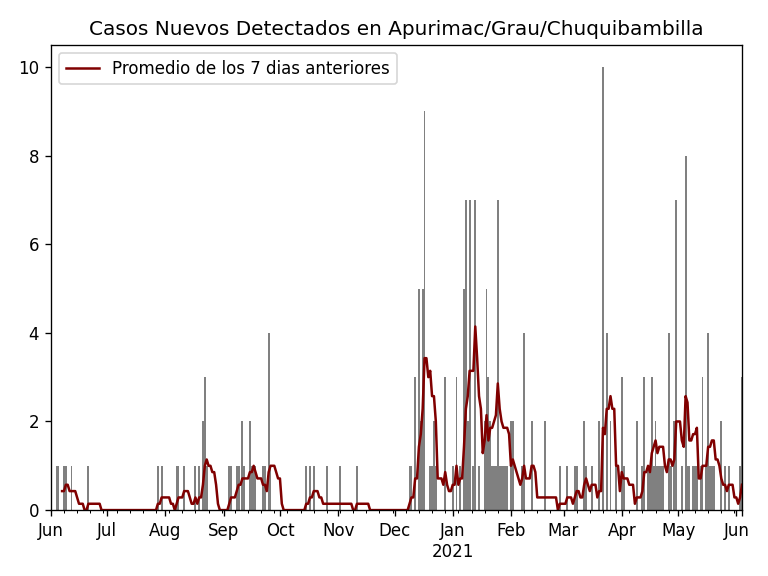 Casos Nuevos Detectados en Apurimac/Grau/Chuquibambilla
Promedio de los 7 dias anteriores
10
8
6
4
2
0
Jun Jul Aug Sep Oct Nov Dec Jan Feb Mar Apr May Jun
2021